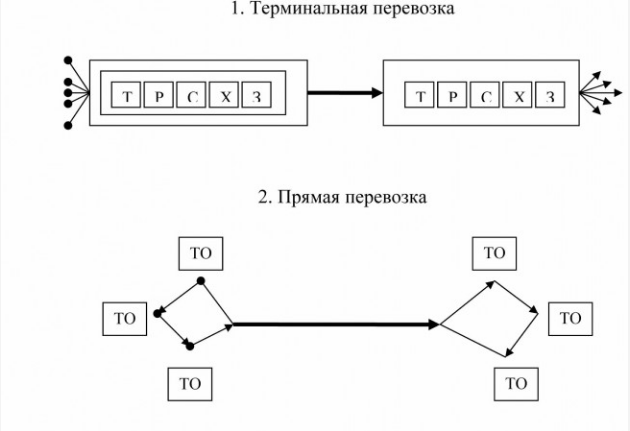 1. Терминальная перевозка
Т Р С Х З Т Р С Х З
2. Прямая перевозка
ТО ТО
ТО ТО
ТО ТО